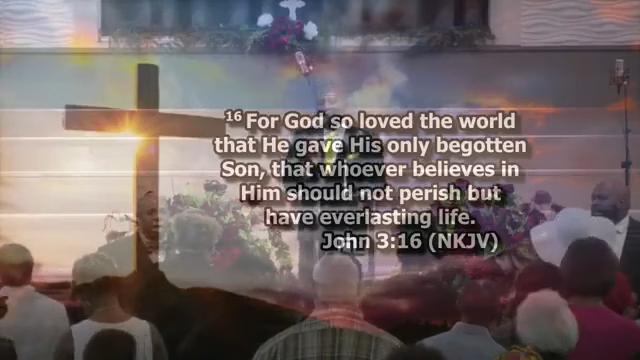 16 For God so loved the world
that He gave His only begotten
Son, that whoever believes in
Him should not perish but
have everlasting life.
John 3:16 (NKJV)